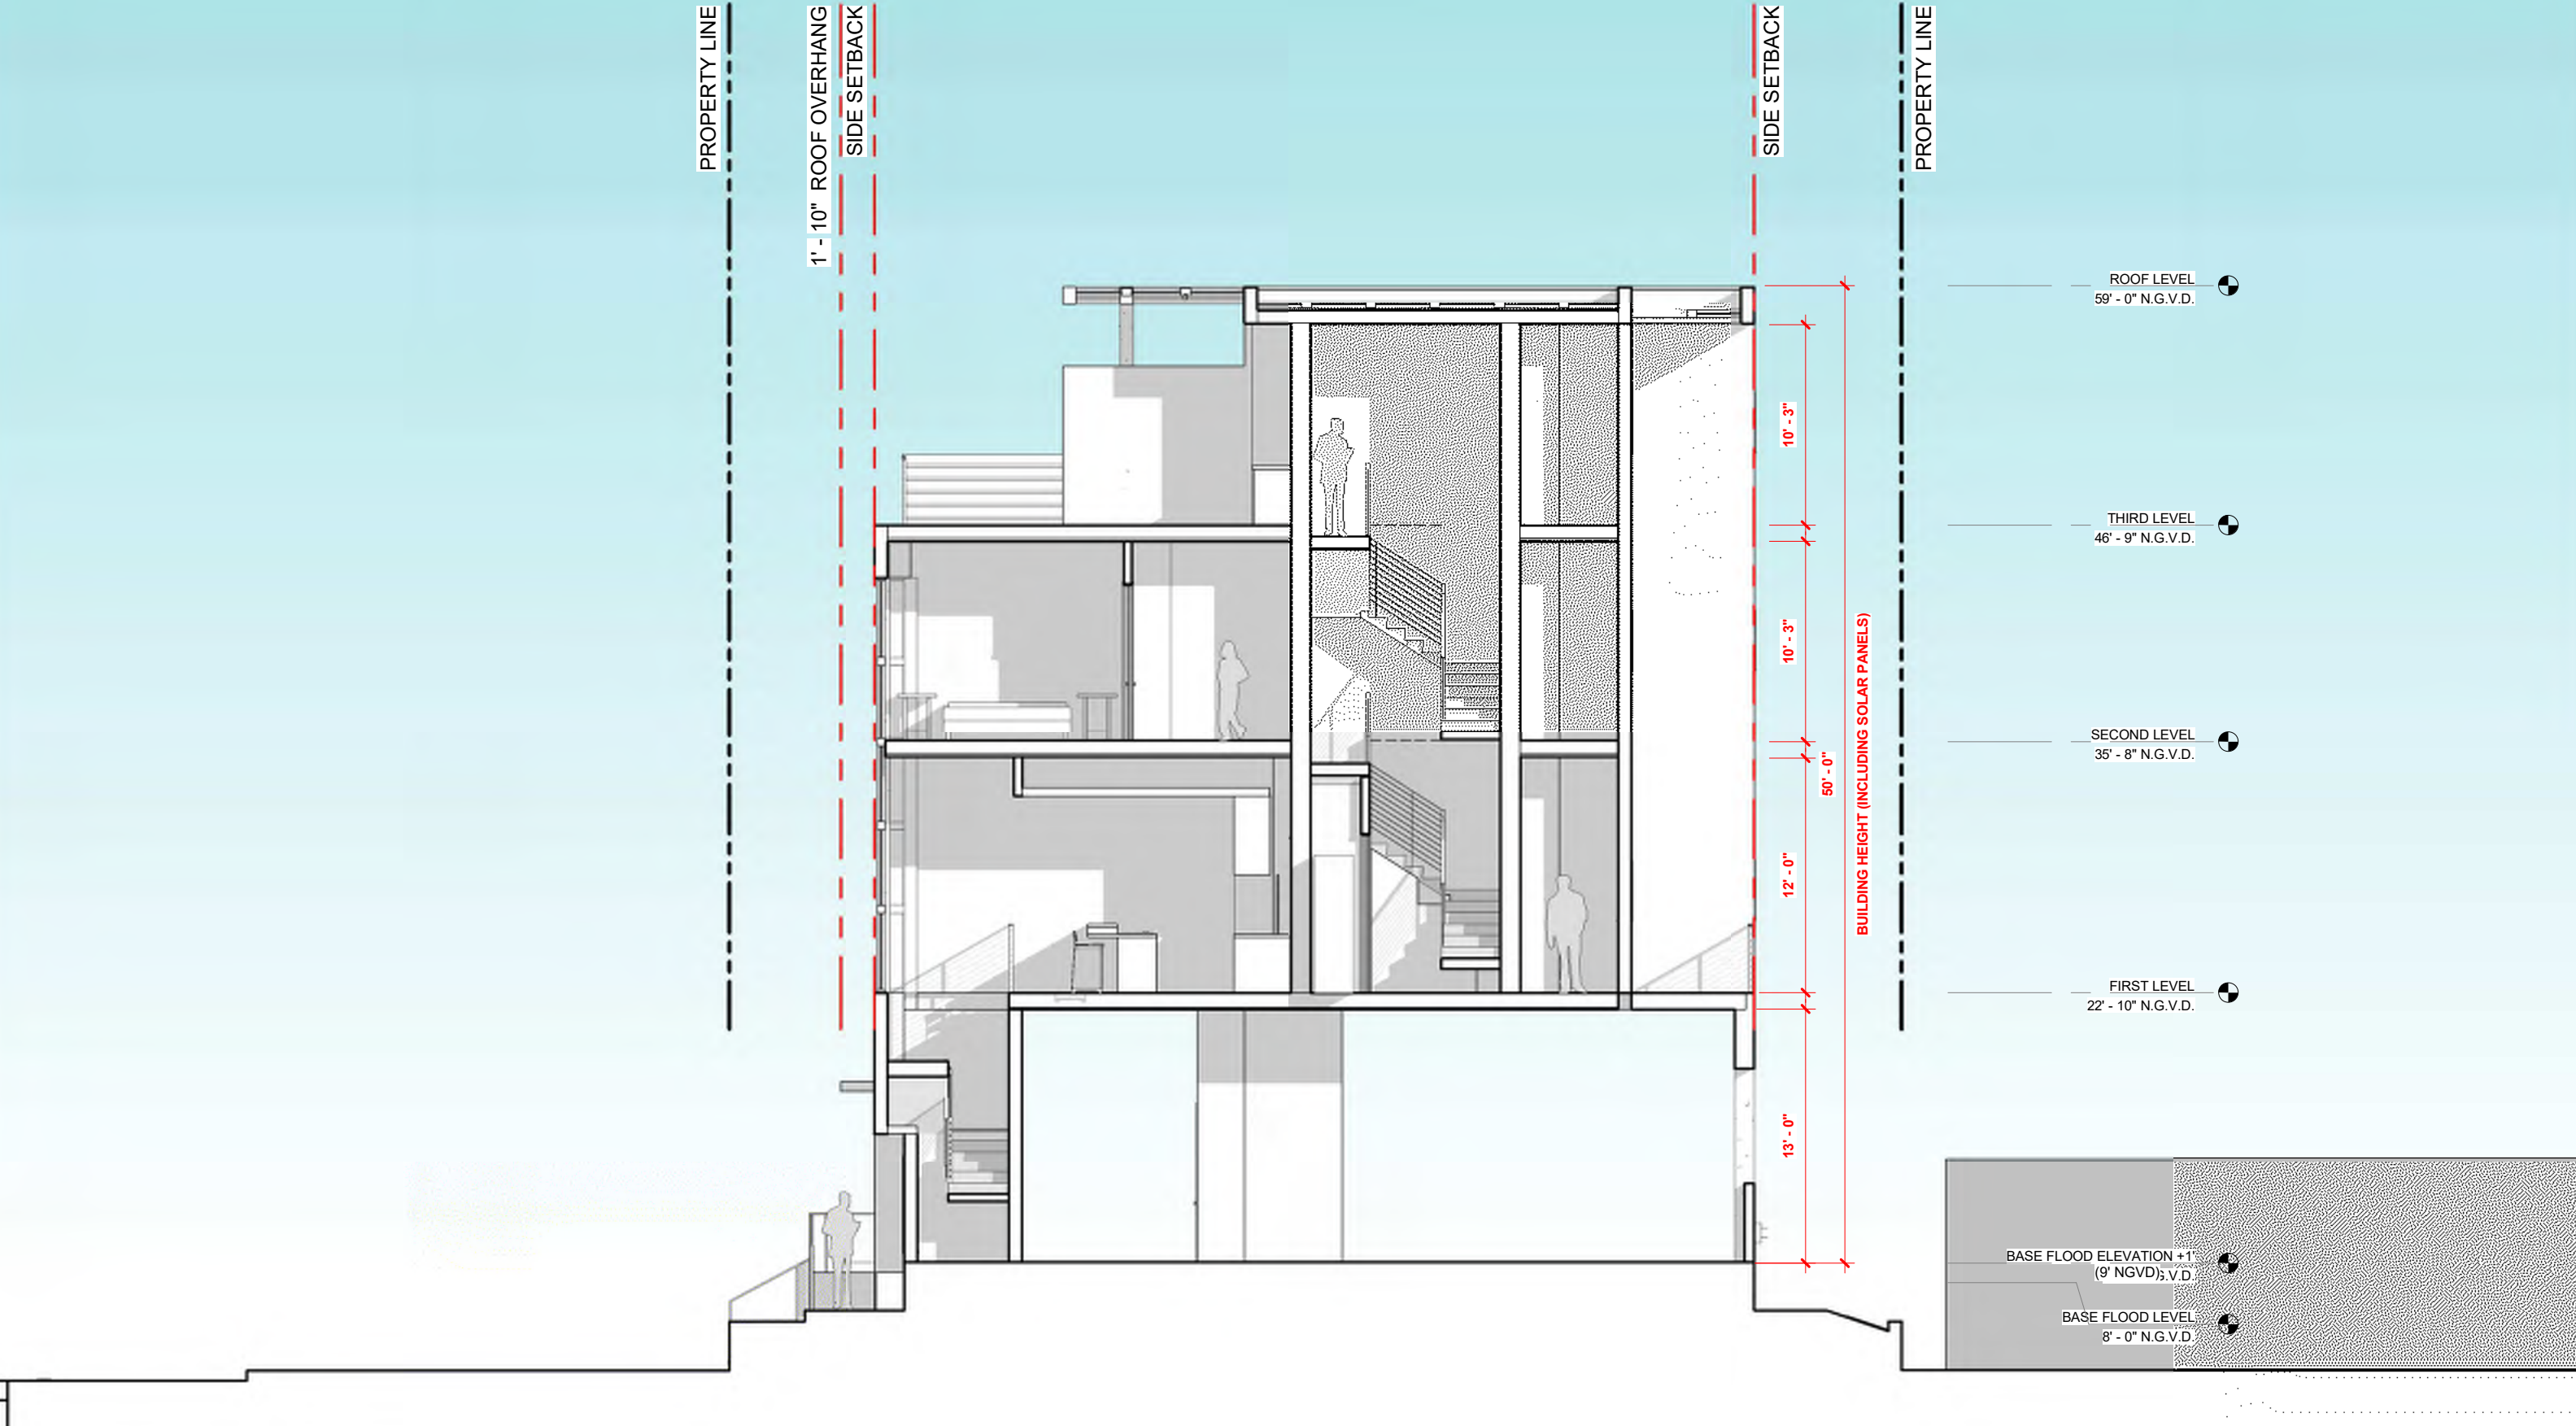 PROPERTY LINE
1' - 10" ROOF OVERHANG
SIDE SETBACK
SIDE SETBACK
PROPERTY LINE
ROOF LEVEL
59' - 0" N.G.V.D.
10' - 3"
THIRD LEVEL
46' - 9" N.G.V.D.
10' - 3"
SECOND LEVEL
35' - 8" N.G.V.D.
50' - 0"
BUILDING HEIGHT (INCLUDING SOLAR PANELS)
12' - 0"
FIRST LEVEL
22' - 10" N.G.V.D.
13' - 0"
BASE FLOOD ELEVATION +1'
(9' NGVD)
BASE FLOOD LEVEL
8' - 0" N.G.V.D.